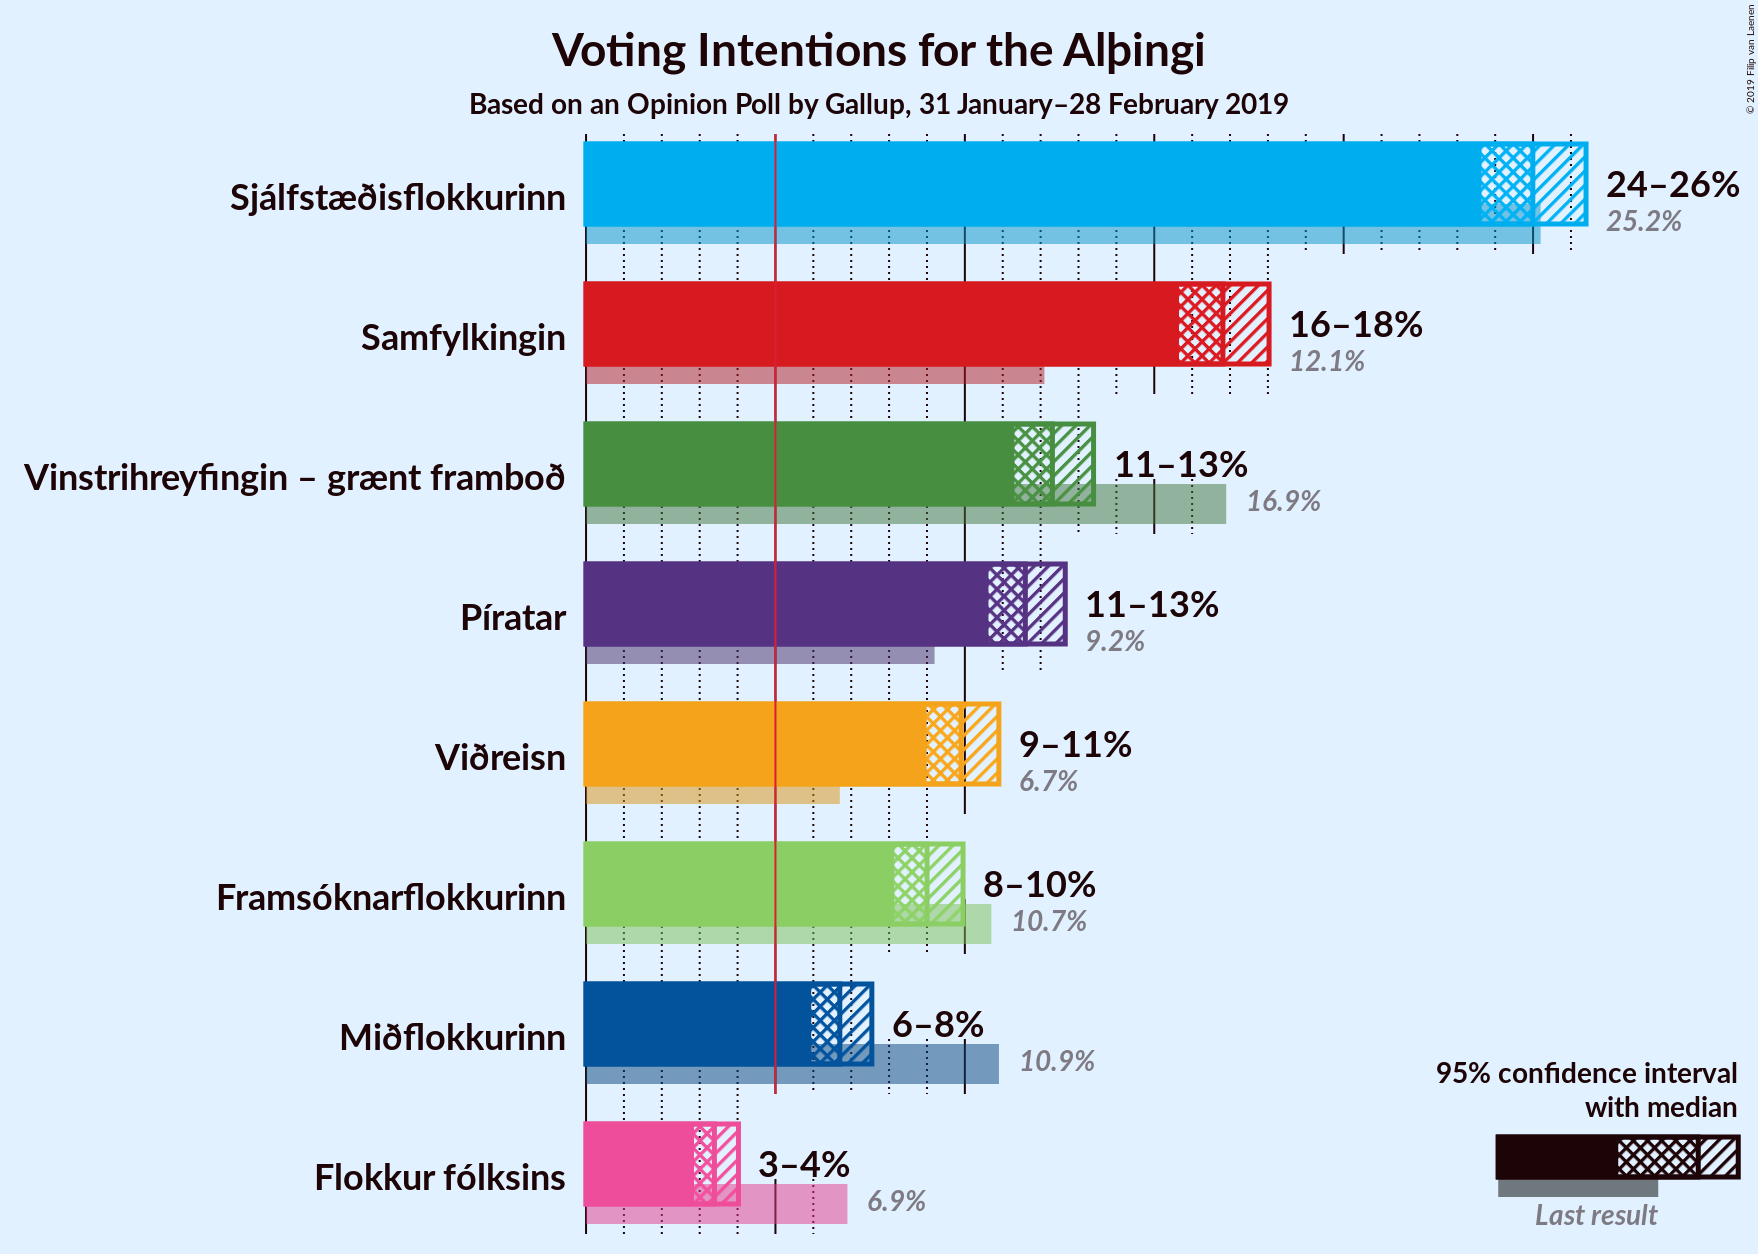 Voting Intentions for the Alþingi
Based on an Opinion Poll by Gallup, 31 January–28 February 2019
© 2019 Filip van Laenen
Sjálfstæðisflokkurinn
24–26%
25.2%
Samfylkingin
16–18%
12.1%
Vinstrihreyfingin – grænt framboð
11–13%
16.9%
Píratar
11–13%
9.2%
Viðreisn
9–11%
6.7%
Framsóknarflokkurinn
8–10%
10.7%
Miðflokkurinn
6–8%
10.9%
Flokkur fólksins
3–4%
6.9%
95% confidence interval
with median
Last result